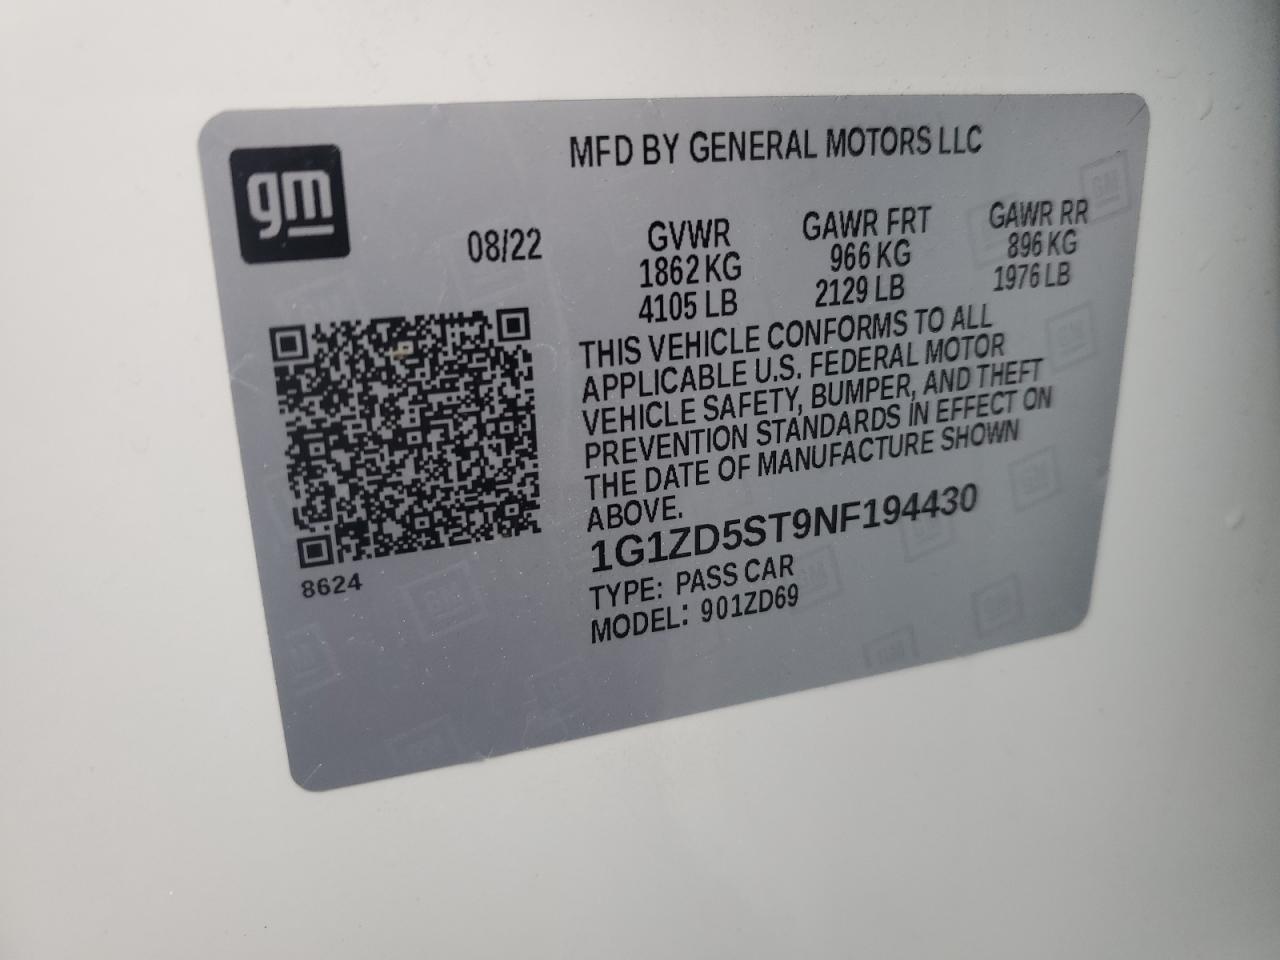 gm
MFD BY GENERAL MOTORS LLC
08/22
GVWR
1862 KG
4105 LB
GAWR FRT
966 KG
2129 LB
GAWR RR
896 KG
1976 LB
THIS VEHICLE CONFORMS TO ALL
APPLICABLE U.S. FEDERAL MOTOR
VEHICLE SAFETY, BUMPER, AND THEFT
PREVENTION STANDARDS IN EFFECT ON
THE DATE OF MANUFACTURE SHOWN
ABOVE.
1G1ZD5ST9NF194430
TYPE: PASS CAR
MODEL: 901ZD69
8624